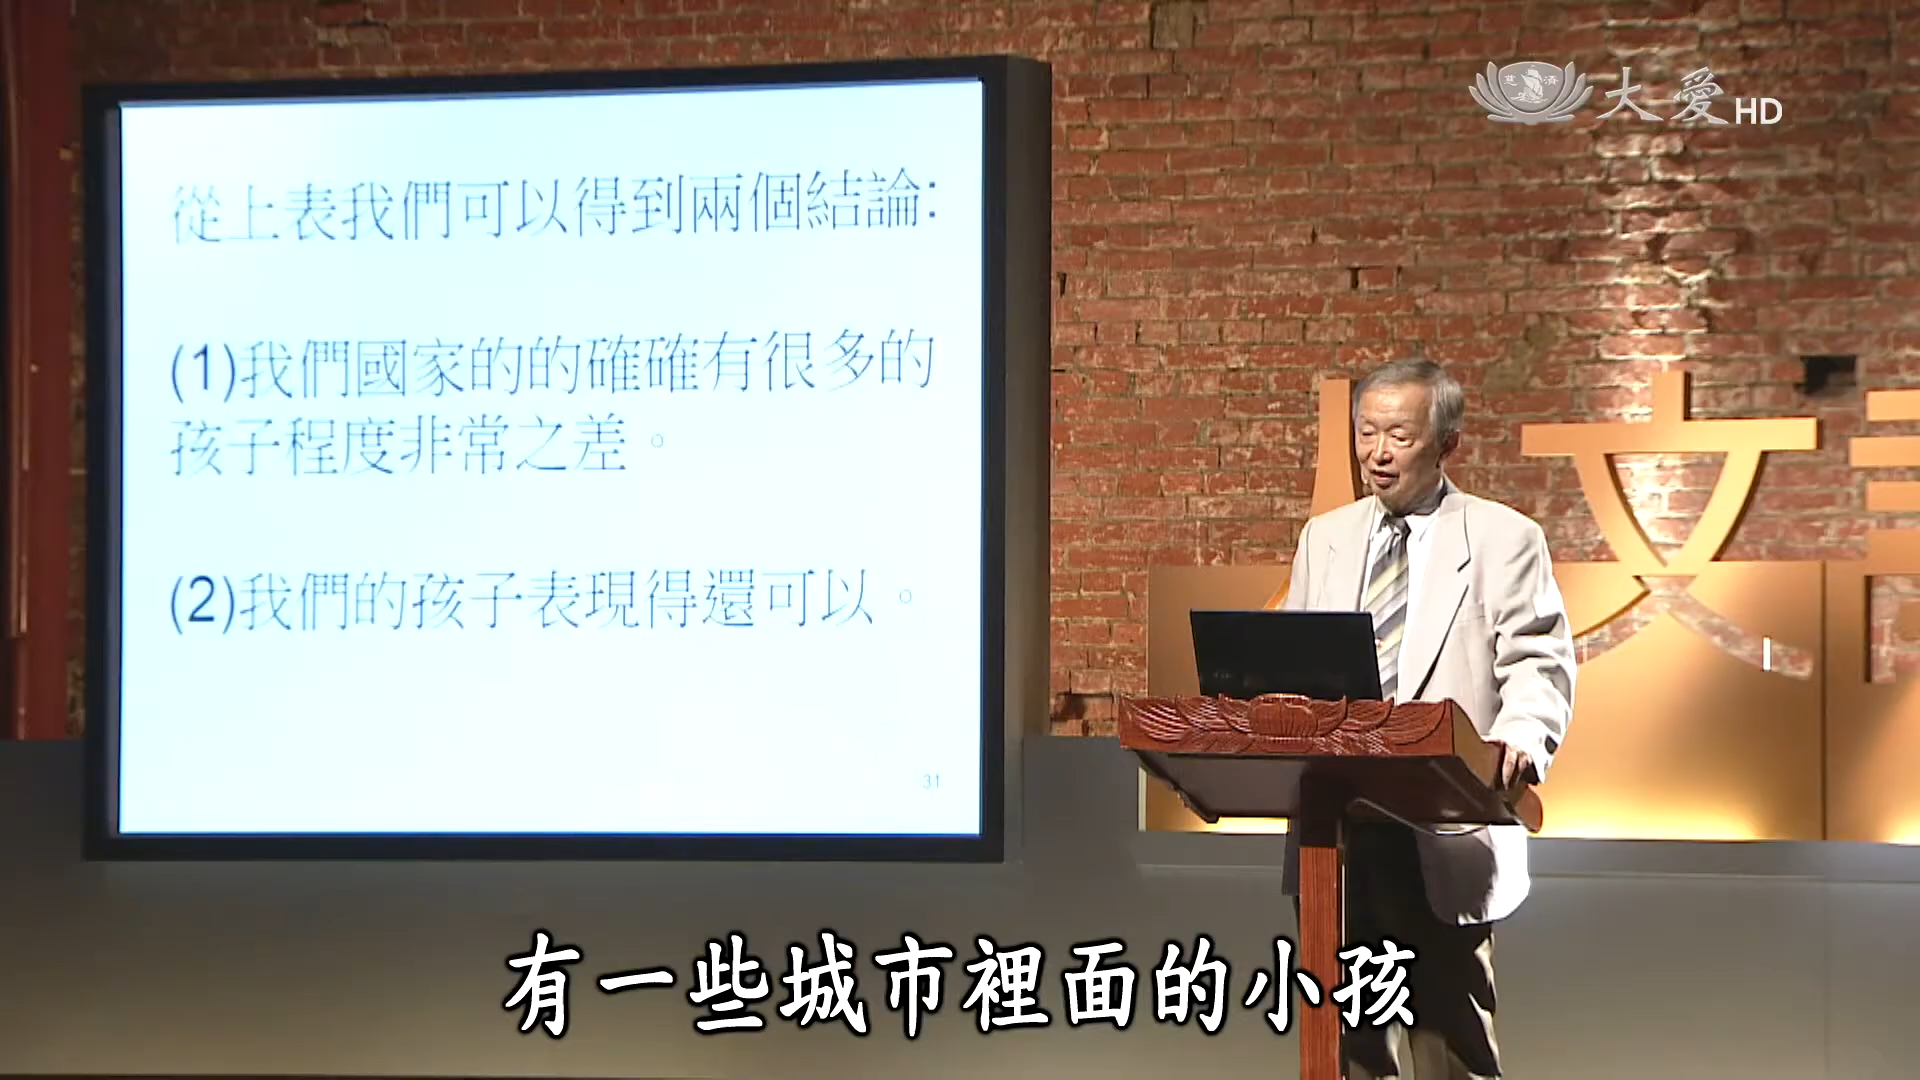 大愛HD
從上表我們可以得到兩個結論:
(1)我們國家的的確確有很多的
孩子程度非常之差。
(2)我們的孩子表現得還可以。
31
人文
有一些城市裡面的小孩